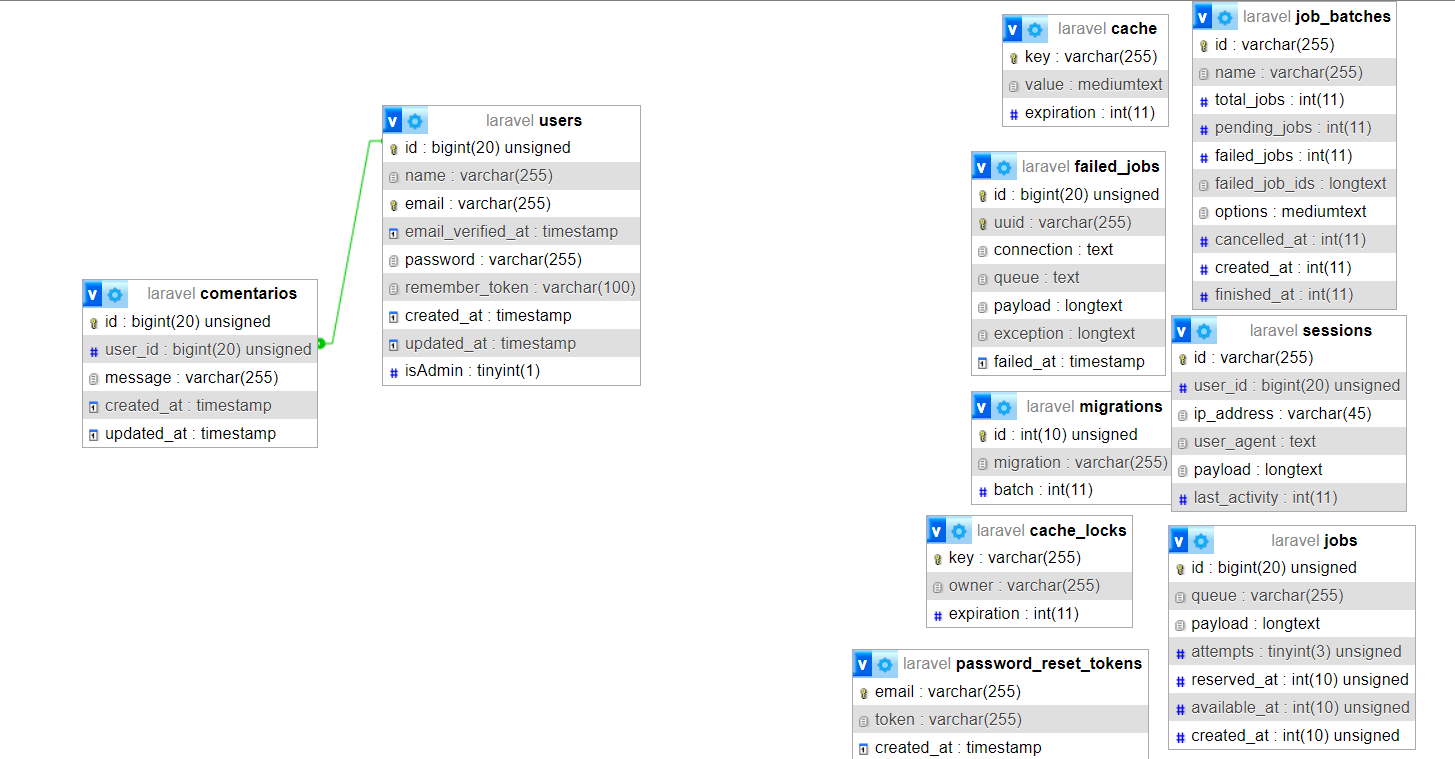 laravel comentarios
id : bigint(20) unsigned
user_id : bigint(20) unsigned
message : varchar(255)
created_at : timestamp
updated_at : timestamp
laravel users
id : bigint(20) unsigned
name : varchar(255)
email : varchar(255)
email_verified_at : timestamp
password : varchar(255)
remember_token : varchar(100)
created_at : timestamp
updated_at : timestamp
isAdmin : tinyint(1)
laravel cache
key : varchar(255)
value : mediumtext
expiration : int(11)
laravel job_batches
id : varchar(255)
name : varchar(255)
total_jobs : int(11)
pending_jobs : int(11)
failed_jobs : int(11)
failed_job_ids : longtext
options : mediumtext
cancelled_at : int(11)
created_at : int(11)
finished_at : int(11)
laravel failed_jobs
id : bigint(20) unsigned
uuid : varchar(255)
connection : text
queue : text
payload : longtext
exception : longtext
failed_at : timestamp
laravel sessions
id : varchar(255)
user_id : bigint(20) unsigned
ip_address : varchar(45)
user_agent : text
payload : longtext
last_activity : int(11)
laravel migrations
id : int(10) unsigned
migration : varchar(255)
batch : int(11)
laravel cache_locks
key : varchar(255)
owner : varchar(255)
expiration : int(11)
laravel jobs
id : bigint(20) unsigned
queue : varchar(255)
payload : longtext
attempts : tinyint(3) unsigned
reserved_at : int(10) unsigned
available_at : int(10) unsigned
created_at : int(10) unsigned
laravel password_reset_tokens
email : varchar(255)
token : varchar(255)
created_at : timestamp